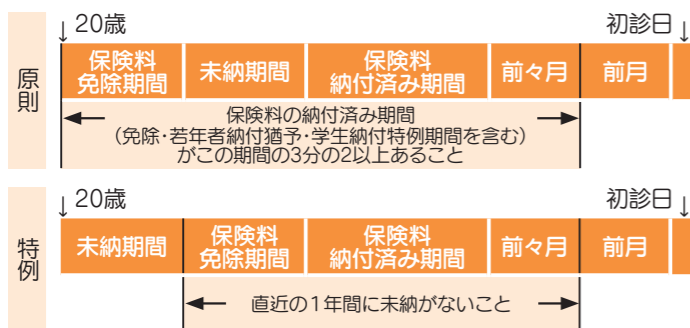 原則
↓20歳 初診日↓
保険料免除期間 未納期間 保険料納付済み期間 前々月 前月
保険料の納付済み期間
(免除・若年者納付猶予・学生納付特例期間を含む)
がこの期間の3分の2以上あること
特例
↓20歳 初診日↓
未納期間 保険料免除期間 保険料納付済み期間 前々月 前月
直近の1年間に未納がないこと